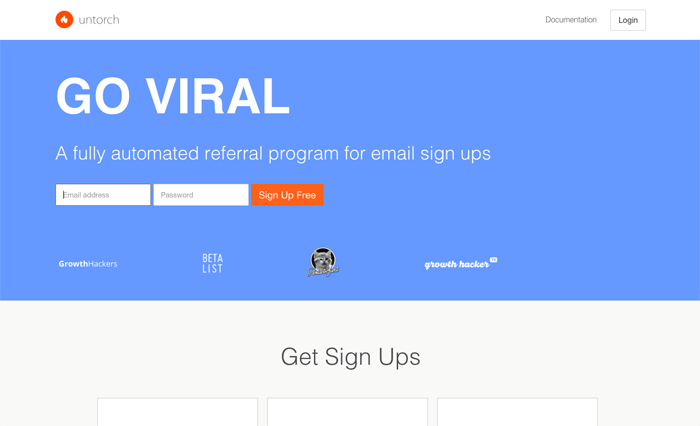 untorch
Documentation
Login
GO VIRAL
A fully automated referral program for email sign ups
Email address
Password
Sign Up Free
GrowthHackers
BETA
LIST
growth hacker TV
Get Sign Ups